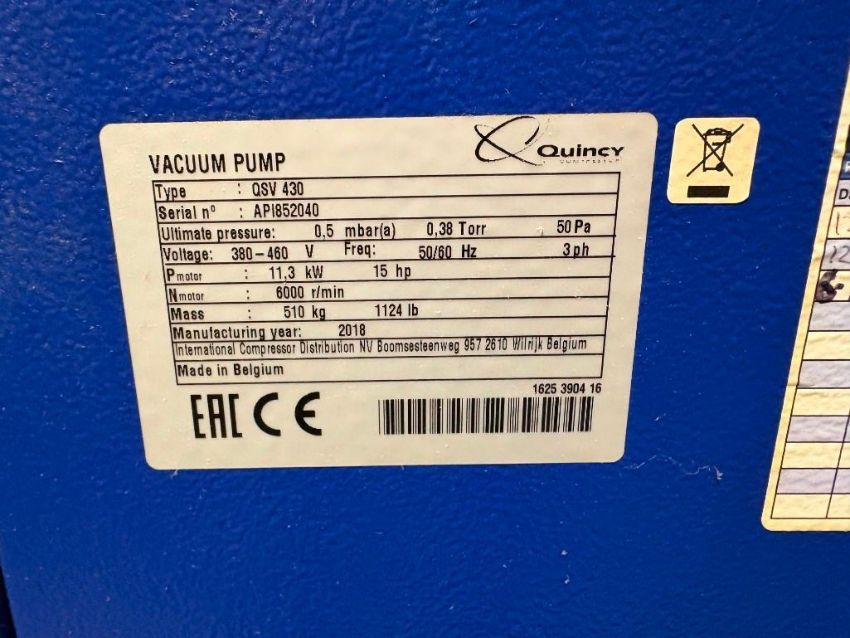 Quincy
COMPRESSOR
VACUUM PUMP
Type : QSV 430
Serial nº : API852040
Ultimate pressure: 0,5 mbar(a) 0,38 Torr 50 Pa
Voltage: 380-460 V Freq: 50/60 Hz 3 ph
Pmotor : 11,3 kW 15 hp
Nmotor : 6000 r/min
Mass : 510 kg 1124 lb
Manufacturing year: 2018
International Compressor Distribution NV Boomsesteenweg 957 2610 Wilrijk Belgium
Made in Belgium
1625 3904 16
EAC CE